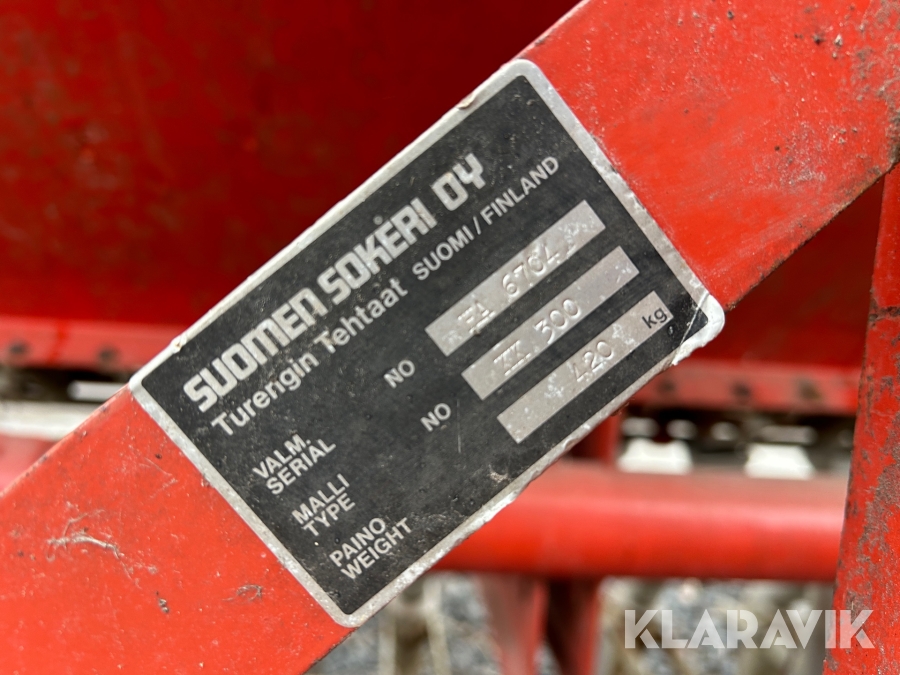 SUOMEN SOKERI OY
Turengin Tehtaat SUOMI / FINLAND
VALM. NO
SERIAL
MALLI NO 300
TYPE
PAINO 420 kg
WEIGHT
KLARAVIK